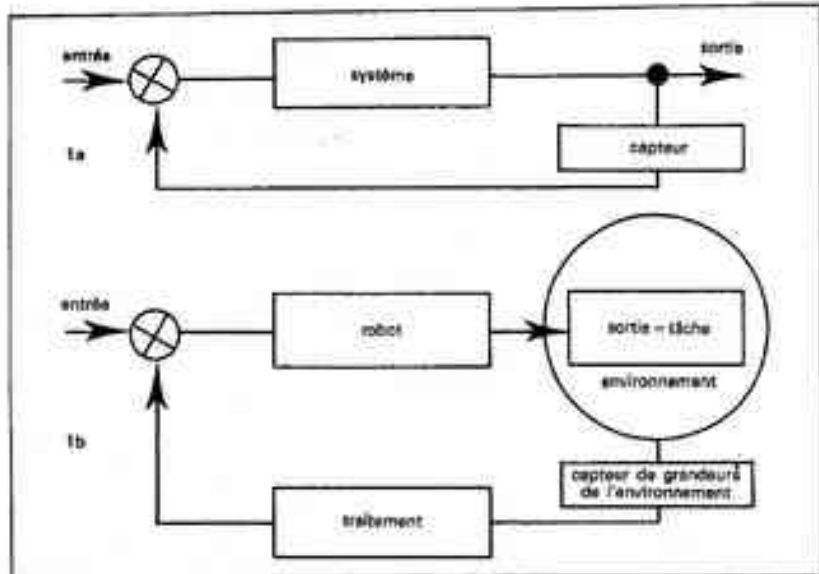 entrée
système
sortie
capteur
1a
entrée
robot
sortie – tâche
environnement
1b
capteur de grandeurs
de l'environnement
traitement